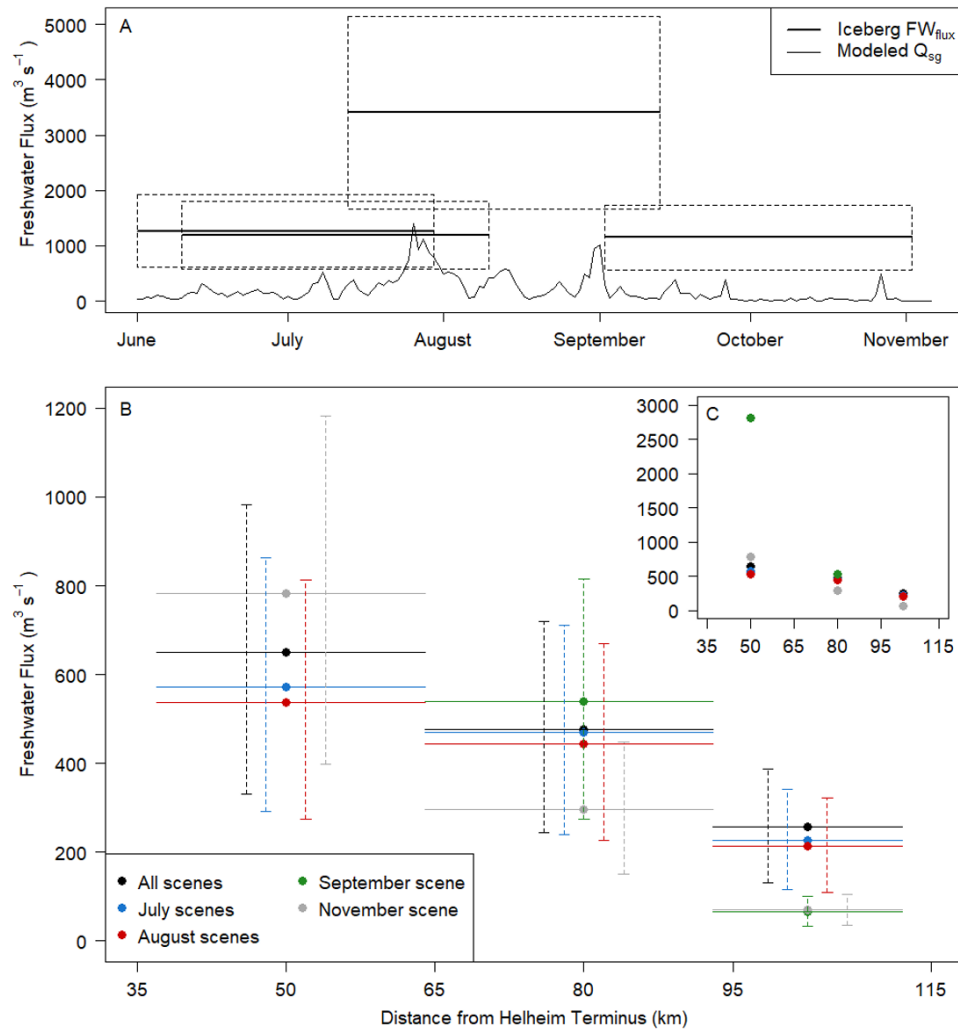 A
Iceberg FWflux
Modeled Qsg
Freshwater Flux (m³ s⁻¹)
5000
4000
3000
2000
1000
0
June July August September October November
B
Freshwater Flux (m³ s⁻¹)
1200
1000
800
600
400
200
0
C
3000
2500
2000
1500
1000
500
0
35 50 65 80 95 115
All scenes
July scenes
August scenes
September scene
November scene
35 50 65 80 95 115
Distance from Helheim Terminus (km)